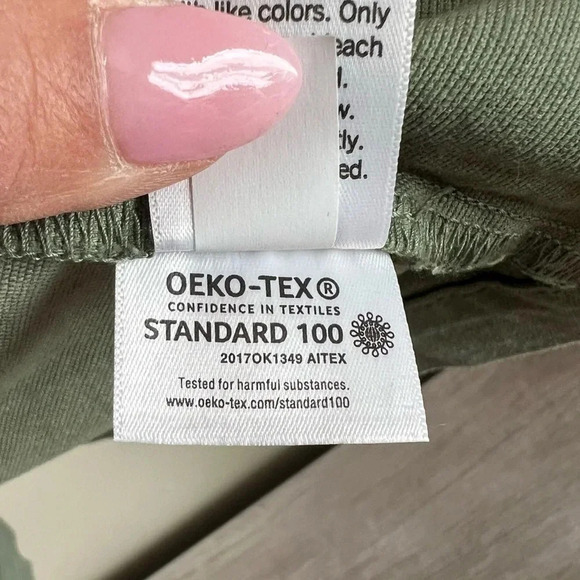 like colors. Only
each
w.
tly.
ed.
OEKO-TEX®
CONFIDENCE IN TEXTILES
STANDARD 100
2017OK1349 AITEX
Tested for harmful substances.
www.oeko-tex.com/standard100